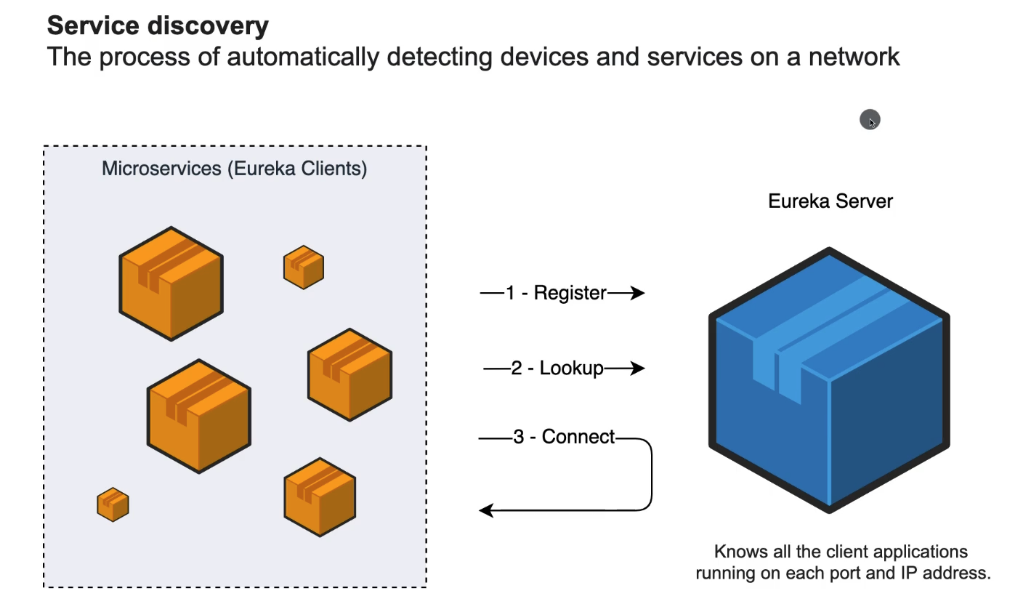 Service discovery
The process of automatically detecting devices and services on a network
Microservices (Eureka Clients)
Eureka Server
1 - Register
2 - Lookup
3 - Connect
Knows all the client applications
running on each port and IP address.